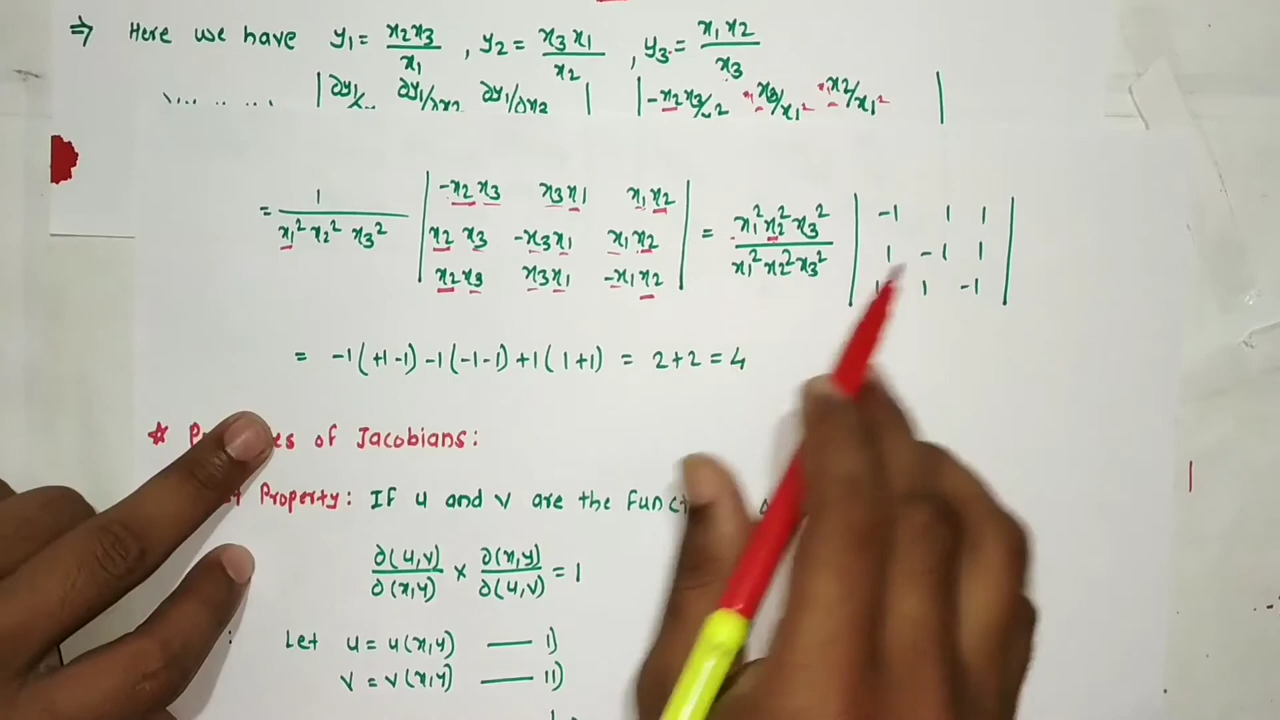 ⇒ Here we have y₁ = x₂x₃/x₁ , y₂ = x₃x₁/x₂ , y₃ = x₁x₂/x₃
= 1/(x₁² x₂² x₃²) | -x₂x₃ x₃x₁ x₁x₂ | = x₁²x₂²x₃²/x₁²x₂²x₃² | -1 1 1 |
| x₂x₃ -x₃x₁ x₁x₂ | | 1 -1 1 |
| x₂x₃ x₃x₁ -x₁x₂ | | 1 1 -1 |
= -1(+1-1) -1(-1-1) +1(1+1) = 2+2 = 4
☆ of Jacobians:
Property: If u and v are the
∂(u,v)/∂(x,y) × ∂(x,y)/∂(u,v) = 1
Let u = u(x,y) — I)
v = v(x,y) — II)